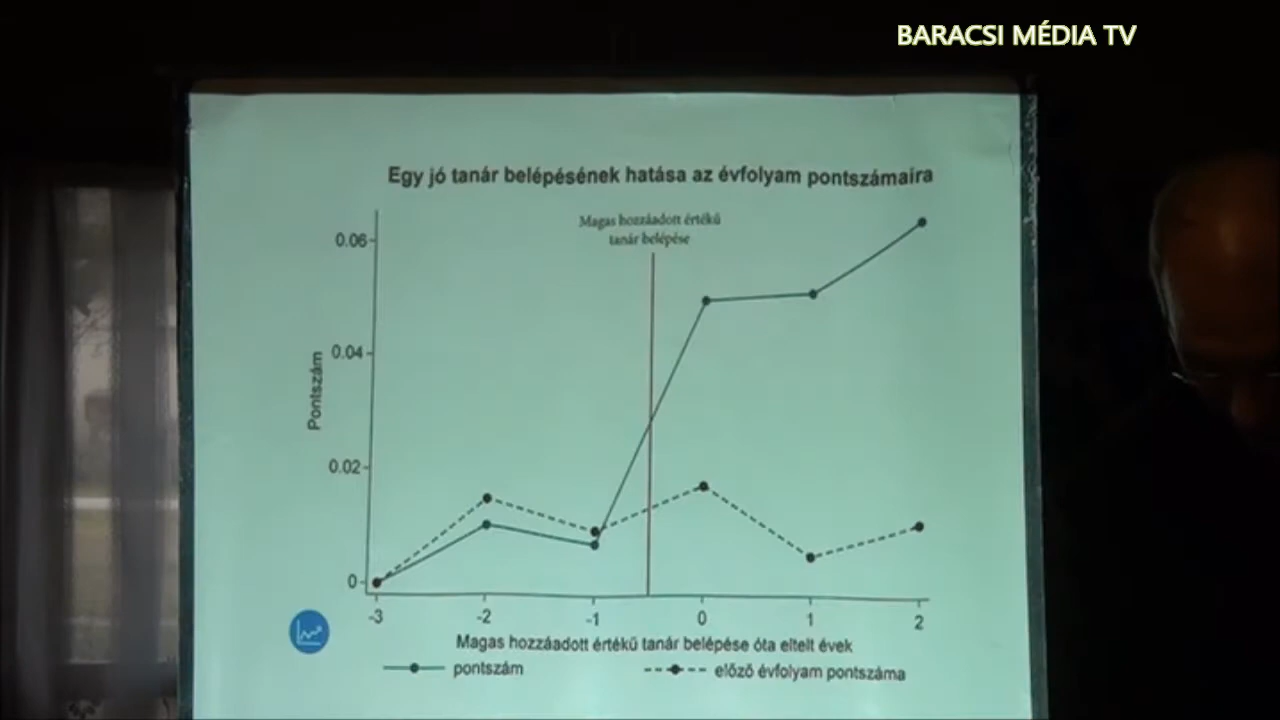 BARACSI MÉDIA TV
Egy jó tanár belépésének hatása az évfolyam pontszámaira
Magas hozzáadott értékű
tanár belépése
0.06
0.04
0.02
0
Pontszám
-3 -2 -1 0 1 2
Magas hozzáadott értékű tanár belépése óta eltelt évek
pontszám előző évfolyam pontszáma